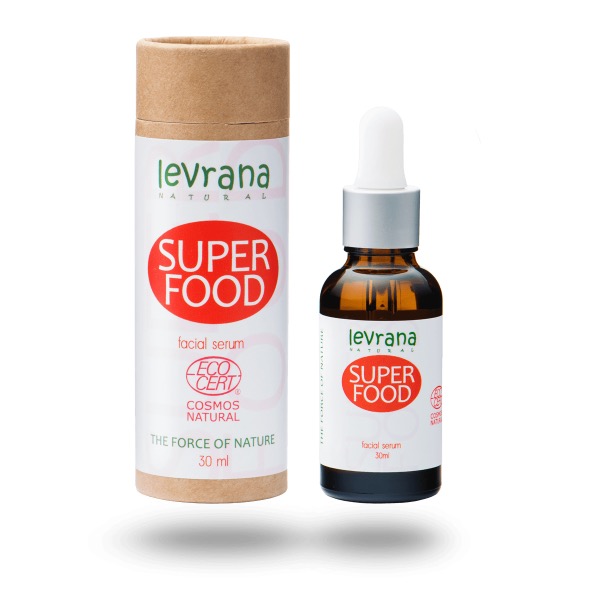 levrana
NATURAL
SUPER
FOOD
facial serum
ECO
CERT
®
COSMOS
NATURAL
THE FORCE OF NATURE
30 ml
levrana
NATURAL
SUPER
FOOD
facial serum
30ml
THE FORCE OF NATURE
COSMOS
NATURAL